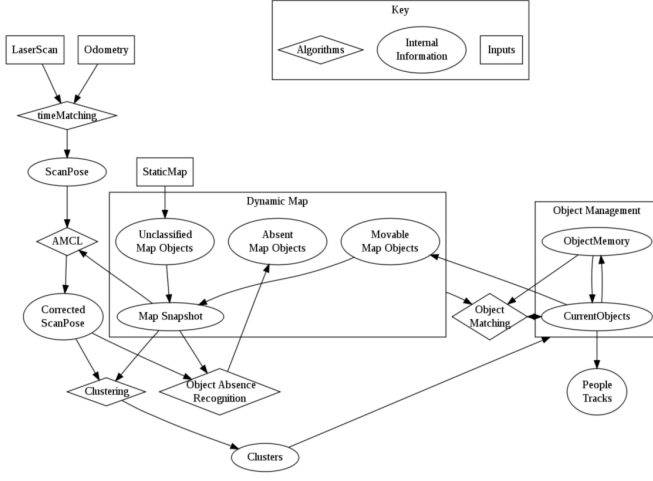 Key
LaserScan
Odometry
Algorithms
Internal
Information
Inputs
timeMatching
ScanPose
StaticMap
Dynamic Map
Object Management
Unclassified
Map Objects
Absent
Map Objects
Movable
Map Objects
AMCL
ObjectMemory
Corrected
ScanPose
Map Snapshot
Object
Matching
CurrentObjects
Clustering
Object Absence
Recognition
People
Tracks
Clusters